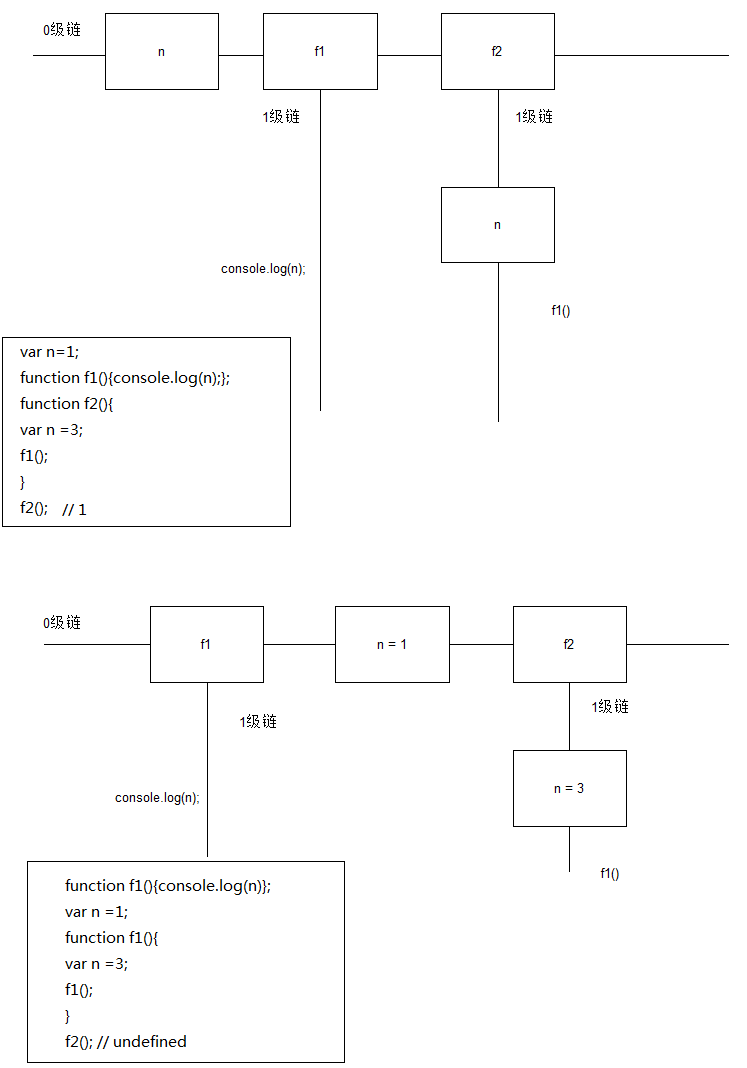 0级链
n
f1
f2
1级链
1级链
n
console.log(n);
f1()
var n=1;
function f1(){console.log(n);};
function f2(){
var n =3;
f1();
}
f2(); // 1
0级链
f1
n = 1
f2
1级链
1级链
n = 3
console.log(n);
f1()
function f1(){console.log(n)};
var n =1;
function f1(){
var n =3;
f1();
}
f2(); // undefined